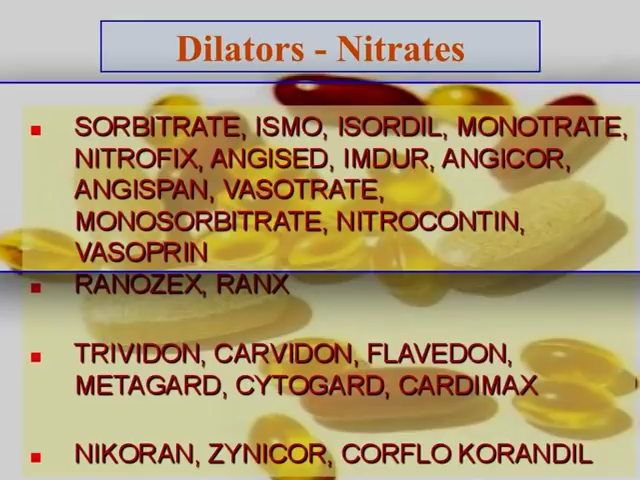 Dilators - Nitrates
SORBITRATE, ISMO, ISORDIL, MONOTRATE,
NITROFIX, ANGISED, IMDUR, ANGICOR,
ANGISPAN, VASOTRATE,
MONOSORBITRATE, NITROCONTIN,
VASOPRIN
RANOZEX, RANX
TRIVIDON, CARVIDON, FLAVEDON,
METAGARD, CYTOGARD, CARDIMAX
NIKORAN, ZYNICOR, CORFLO KORANDIL